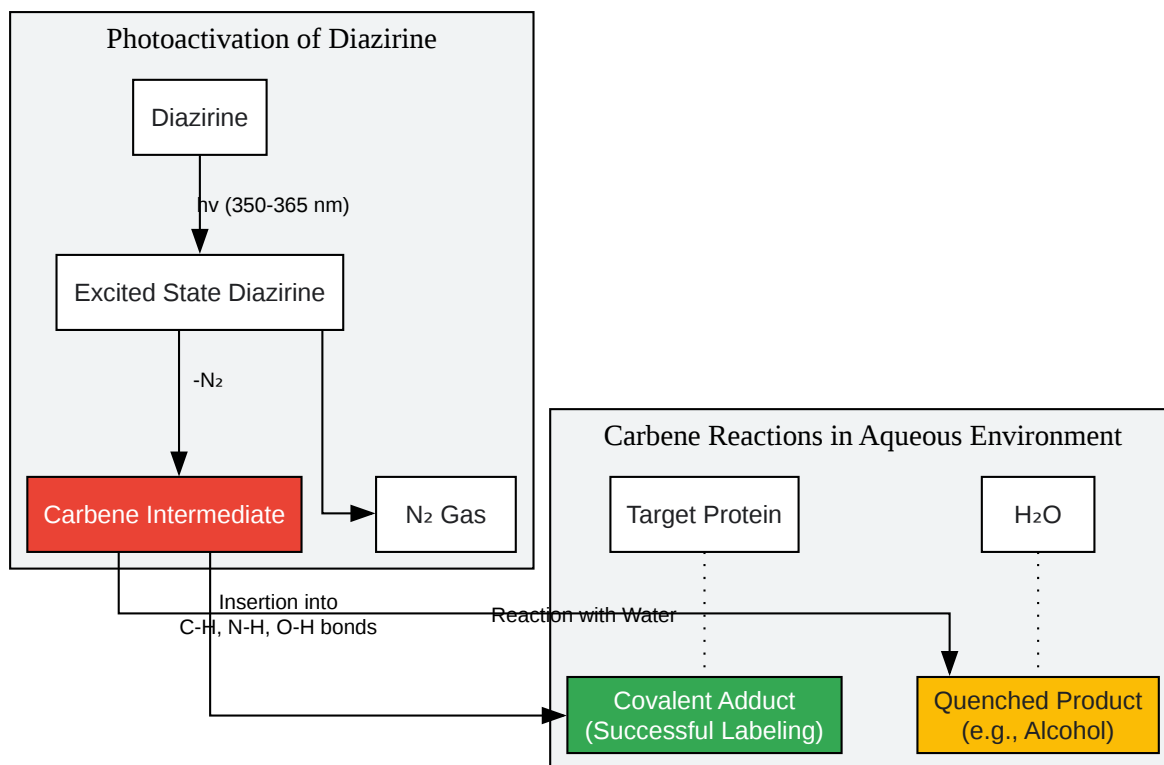 Photoactivation of Diazirine
Diazirine
hv (350-365 nm)
Excited State Diazirine
-N₂
Carbene Intermediate
N₂ Gas
Carbene Reactions in Aqueous Environment
Target Protein
H₂O
Insertion into
C-H, N-H, O-H bonds
Reaction with Water
Covalent Adduct
(Successful Labeling)
Quenched Product
(e.g., Alcohol)